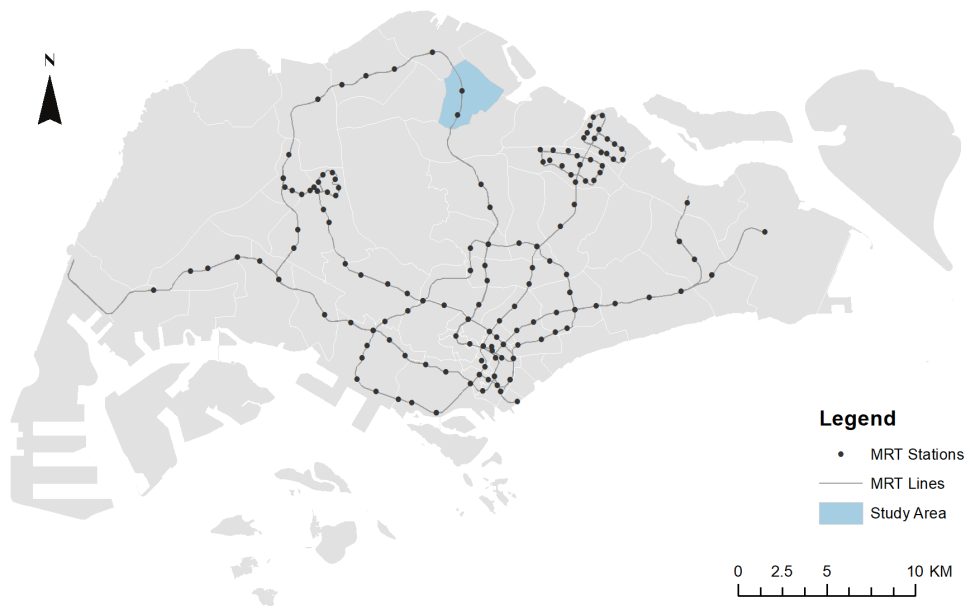 N
Legend
MRT Stations
MRT Lines
Study Area
0 2.5 5 10 KM